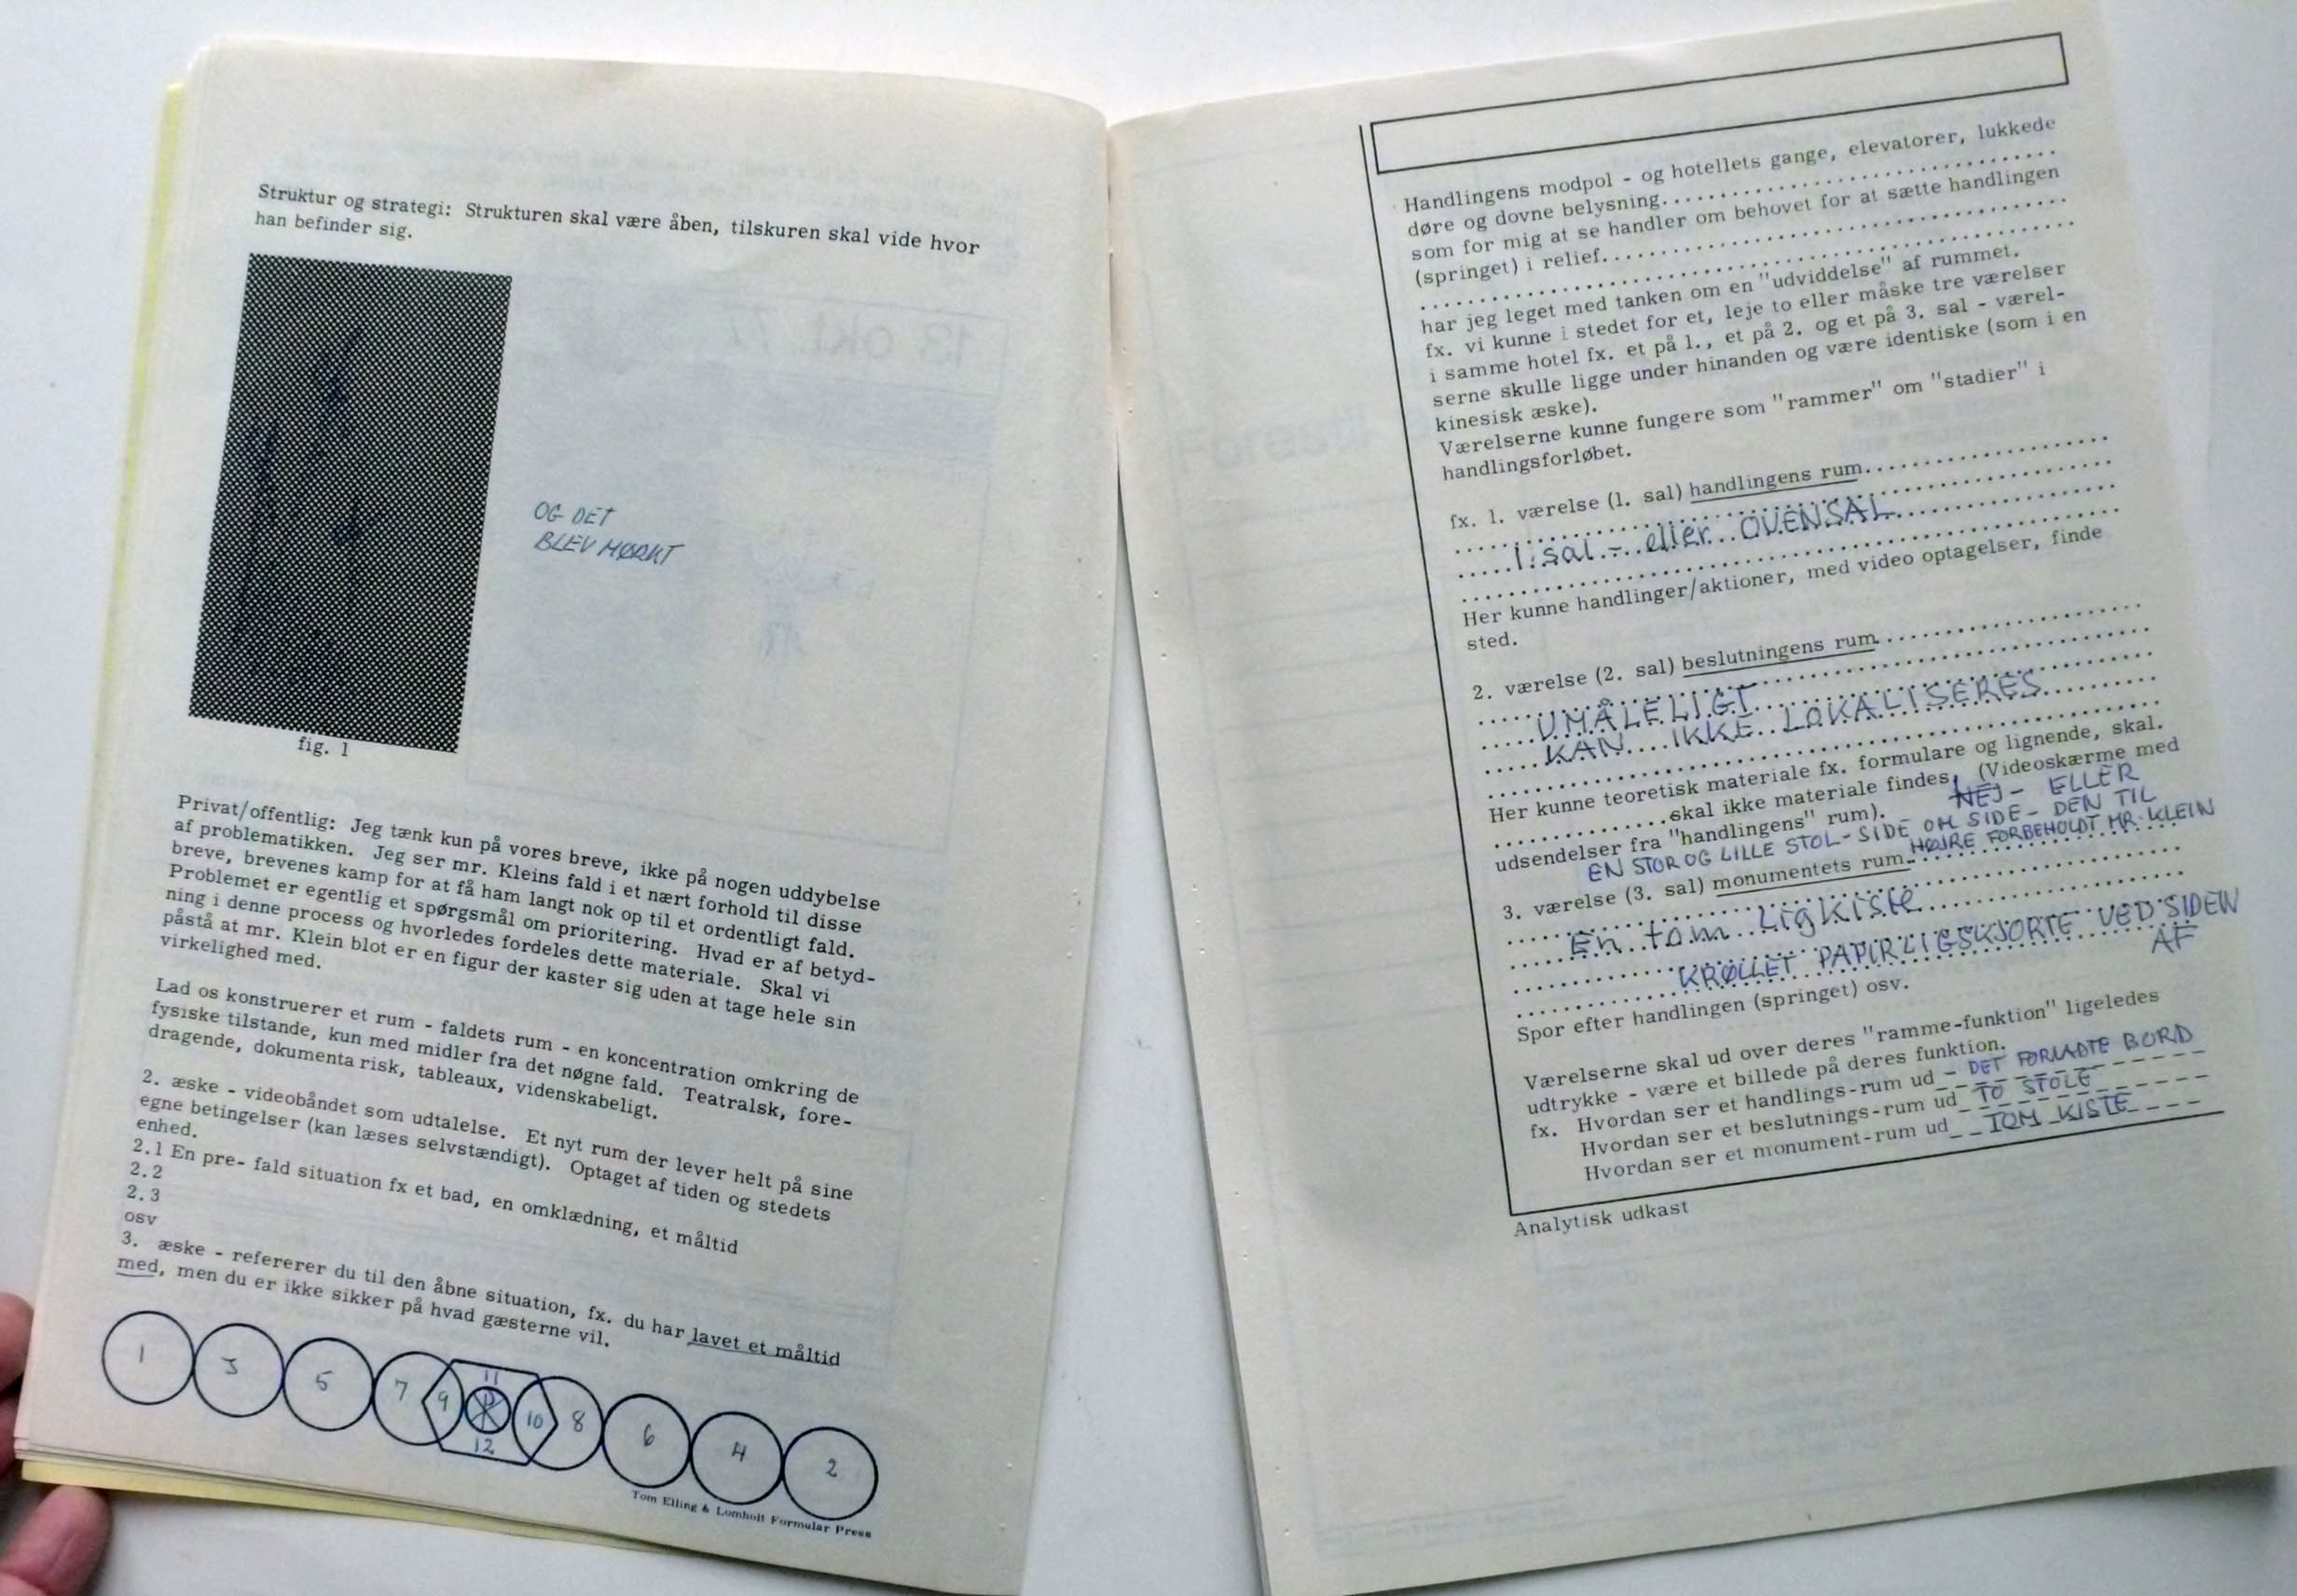 Struktur og strategi: Strukturen skal være åben, tilskuren skal vide hvor
han befinder sig.
OG DET
BLEV MØRKT
fig. 1
Privat/offentlig: Jeg tænk kun på vores breve, ikke på nogen uddybelse
af problematikken. Jeg ser mr. Kleins fald i et nært forhold til disse
breve, brevenes kamp for at få ham langt nok op til et ordentligt fald.
Problemet er egentlig et spørgsmål om prioritering. Hvad er af betyd-
ning i denne process og hvorledes fordeles dette materiale. Skal vi
påstå at mr. Klein blot er en figur der kaster sig uden at tage hele sin
virkelighed med.
Lad os konstruerer et rum - faldets rum - en koncentration omkring de
fysiske tilstande, kun med midler fra det nøgne fald. Teatralsk, fore-
dragende, dokumenta risk, tableaux, videnskabeligt.
2. æske - videobåndet som udtalelse. Et nyt rum der lever helt på sine
egne betingelser (kan læses selvstændigt). Optaget af tiden og stedets
enhed.
2.1 En pre- fald situation fx et bad, en omklædning, et måltid
2.2
2.3
osv
3. æske - refererer du til den åbne situation, fx. du har lavet et måltid
med, men du er ikke sikker på hvad gæsterne vil.
1 3 5 7 9 11 12 10 8 6 4 2
Tom Elling & Lomholt Formular Press
Handlingens modpol - og hotellets gange, elevatorer, lukkede
døre og dovne belysning..............................
som for mig at se handler om behovet for at sætte handlingen
(springet) i relief..............................
..............................
har jeg leget med tanken om en "udviddelse" af rummet.
fx. vi kunne i stedet for et, leje to eller måske tre værelser
i samme hotel fx. et på 1., et på 2. og et på 3. sal - værel-
serne skulle ligge under hinanden og være identiske (som i en
kinesisk æske).
Værelserne kunne fungere som "rammer" om "stadier" i
handlingsforløbet.
fx. 1. værelse (1. sal) handlingens rum..............................
1. sal - eller OVENSAL
Her kunne handlinger/aktioner, med video optagelser, finde
sted.
2. værelse (2. sal) beslutningens rum..............................
UMÅLELIGT
KAN IKKE LOKALISERES
Her kunne teoretisk materiale fx. formulare og lignende, skal.
..............skal ikke materiale findes. (Videoskærme med
udsendelser fra "handlingens" rum). NEJ - ELLER
EN STOR OG LILLE STOL - SIDE OM SIDE - DEN TIL
HØJRE FORBEHOLDT MR. KLEIN
3. værelse (3. sal) monumentets rum..............................
En tom Ligkiste
KRØLLET PAPIRLIGSKJORTE VED SIDEN
AF
Spor efter handlingen (springet) osv.
Værelserne skal ud over deres "ramme-funktion" ligeledes
udtrykke - være et billede på deres funktion.
fx. Hvordan ser et handlings-rum ud - DET FORLADTE BORD
Hvordan ser et beslutnings-rum ud TO STOLE
Hvordan ser et monument-rum ud TOM KISTE
Analytisk udkast